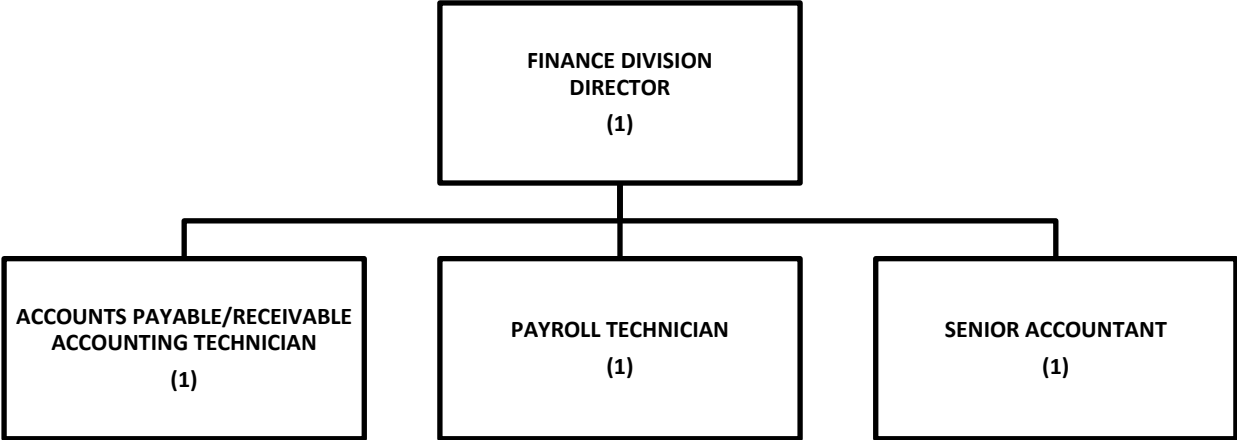 FINANCE DIVISION
DIRECTOR
(1)
ACCOUNTS PAYABLE/RECEIVABLE
ACCOUNTING TECHNICIAN
(1)
PAYROLL TECHNICIAN
(1)
SENIOR ACCOUNTANT
(1)